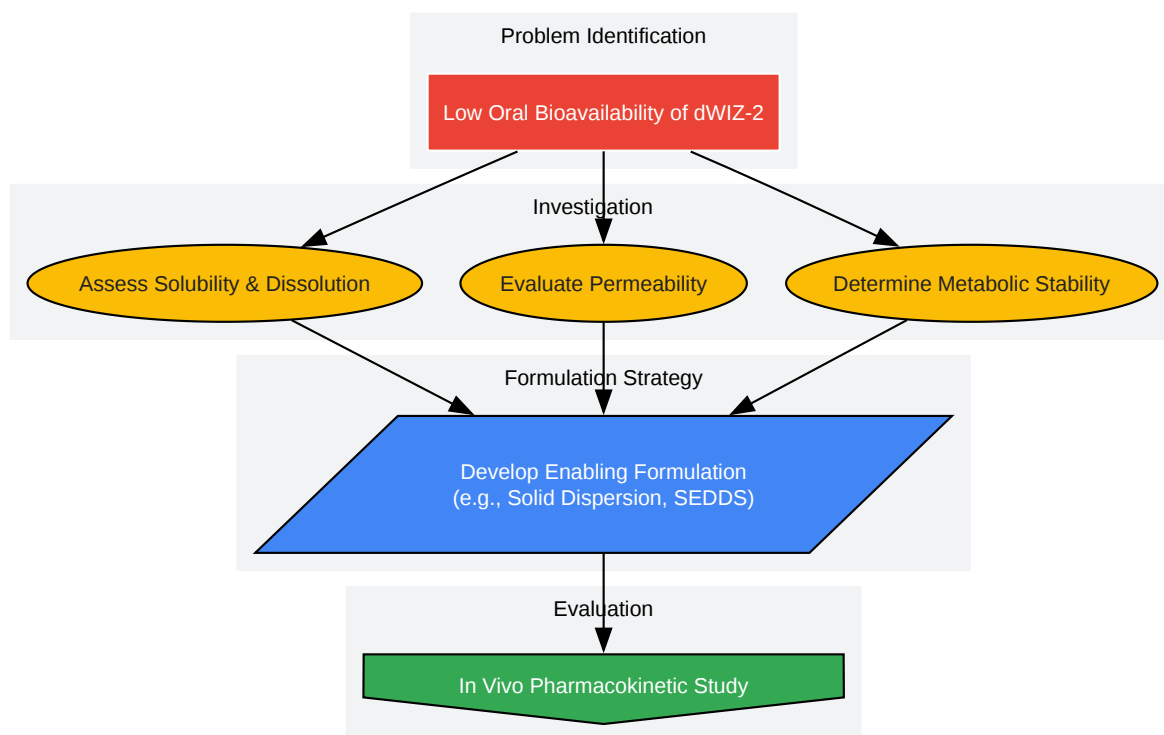 Problem Identification
Low Oral Bioavailability of dWIZ-2
Investigation
Assess Solubility & Dissolution
Evaluate Permeability
Determine Metabolic Stability
Formulation Strategy
Develop Enabling Formulation
(e.g., Solid Dispersion, SEDDS)
Evaluation
In Vivo Pharmacokinetic Study